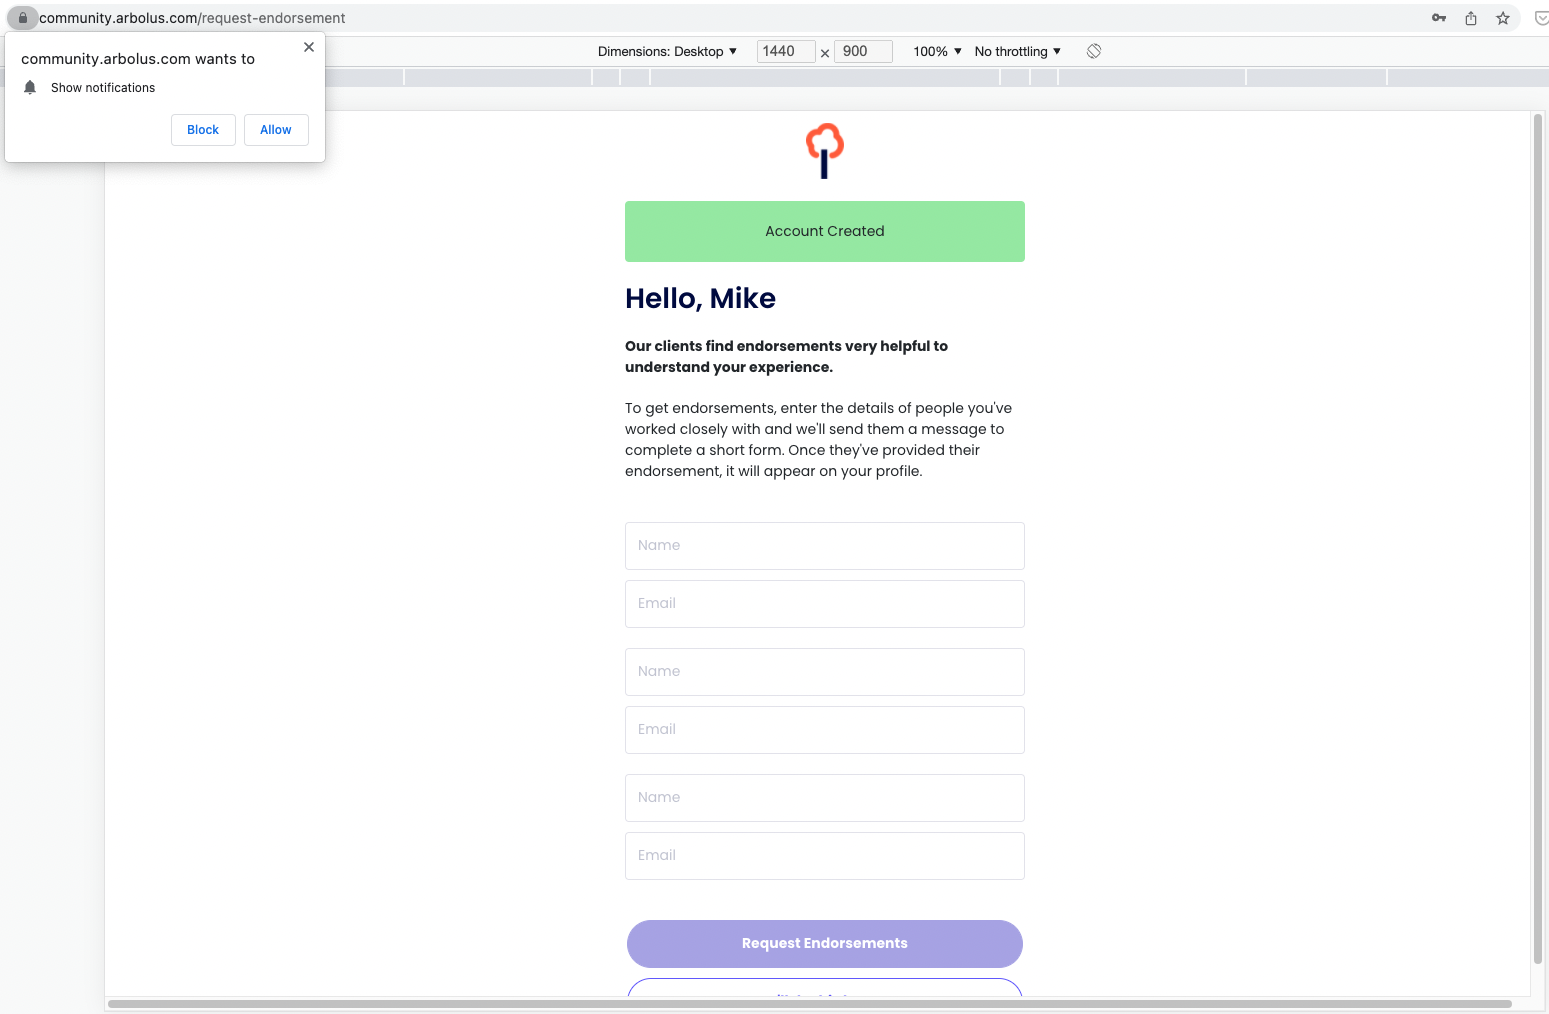 community.arbolus.com/request-endorsement
community.arbolus.com wants to
Show notifications
Block
Allow
Dimensions: Desktop ▼ 1440 × 900 100% ▼ No throttling ▼
Account Created
Hello, Mike
Our clients find endorsements very helpful to
understand your experience.
To get endorsements, enter the details of people you've
worked closely with and we'll send them a message to
complete a short form. Once they've provided their
endorsement, it will appear on your profile.
Name
Email
Name
Email
Name
Email
Request Endorsements